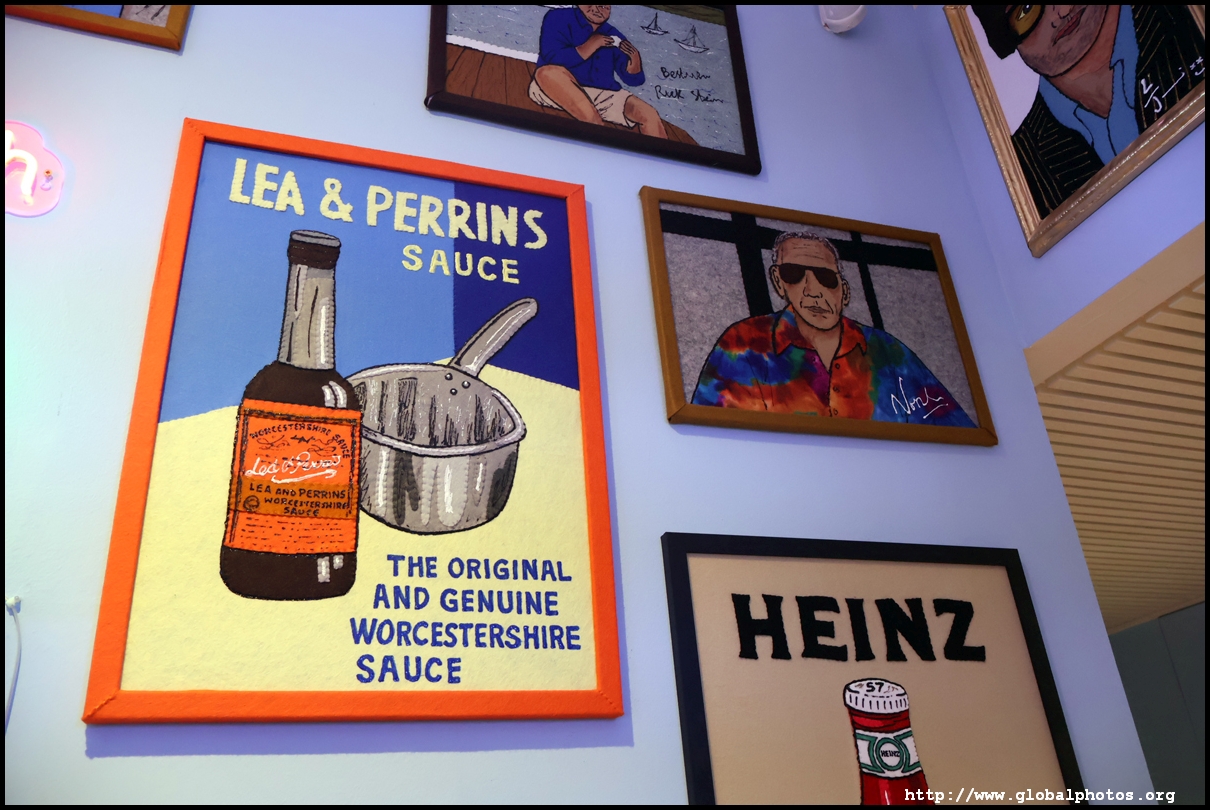 Rick Stein
LEA & PERRINS
SAUCE
WORCESTERSHIRE SAUCE
Lea & Perrins
LEA AND PERRINS
WORCESTERSHIRE
SAUCE
THE ORIGINAL
AND GENUINE
WORCESTERSHIRE
SAUCE
HEINZ
57
HEINZ
http://www.globalphotos.org